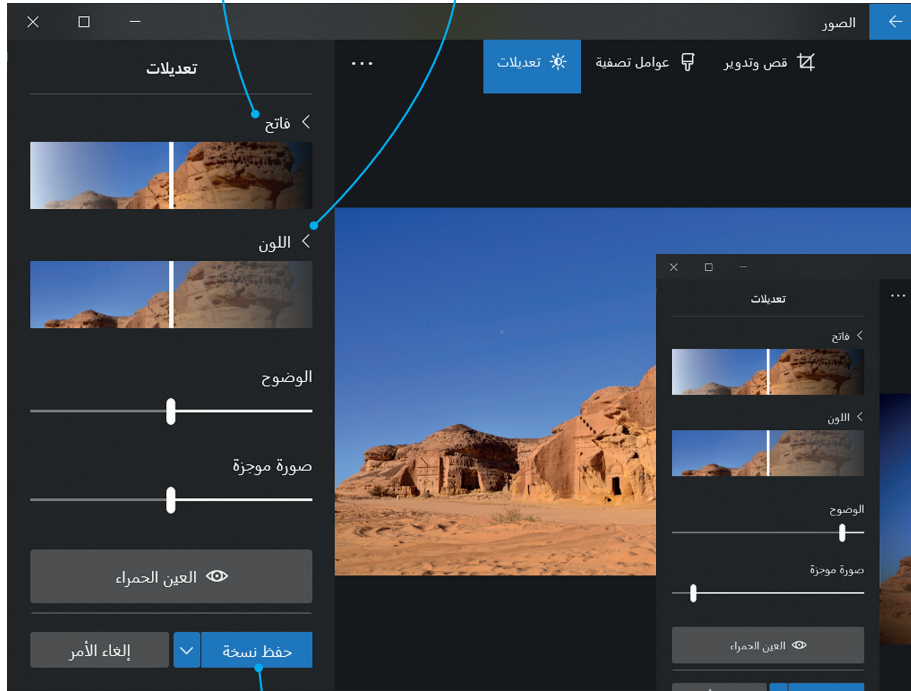 الصور
قص وتدوير
عوامل تصفية
تعديلات
تعديلات
فاتح
اللون
الوضوح
صورة موجزة
العين الحمراء
حفظ نسخة
إلغاء الأمر
تعديلات
فاتح
اللون
الوضوح
صورة موجزة
العين الحمراء